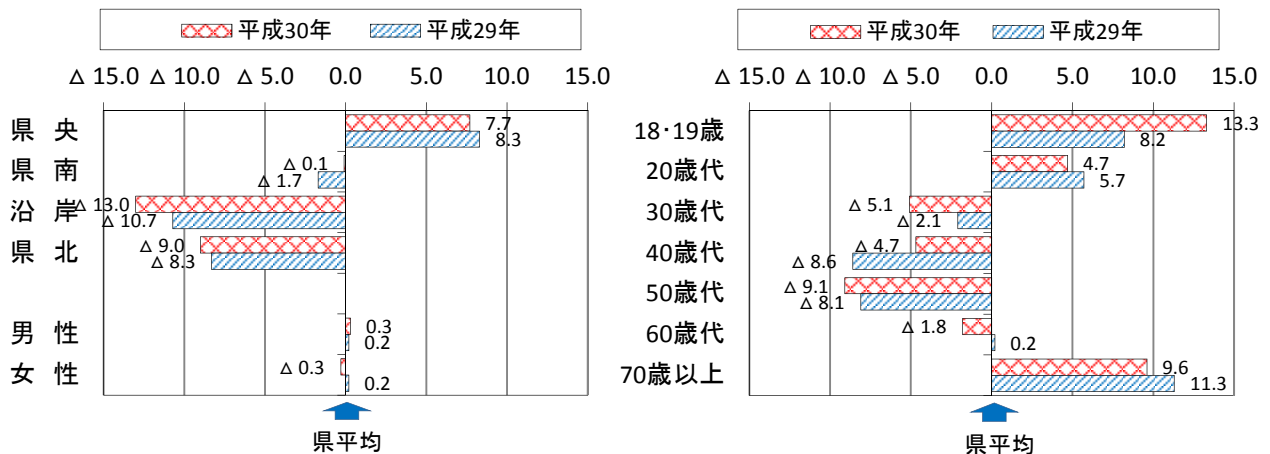 平成30年 平成29年
△ 15.0 △ 10.0 △ 5.0 0.0 5.0 10.0 15.0
県 央 7.7
8.3
県 南 △ 0.1
△ 1.7
沿 岸 △ 13.0
△ 10.7
県 北 △ 9.0
△ 8.3
男 性 0.3
0.2
女 性 △ 0.3
0.2
県平均
平成30年 平成29年
△ 15.0 △ 10.0 △ 5.0 0.0 5.0 10.0 15.0
18･19歳 13.3
8.2
20歳代 4.7
5.7
30歳代 △ 5.1
△ 2.1
40歳代 △ 4.7
△ 8.6
50歳代 △ 9.1
△ 8.1
60歳代 △ 1.8
0.2
70歳以上 9.6
11.3
県平均